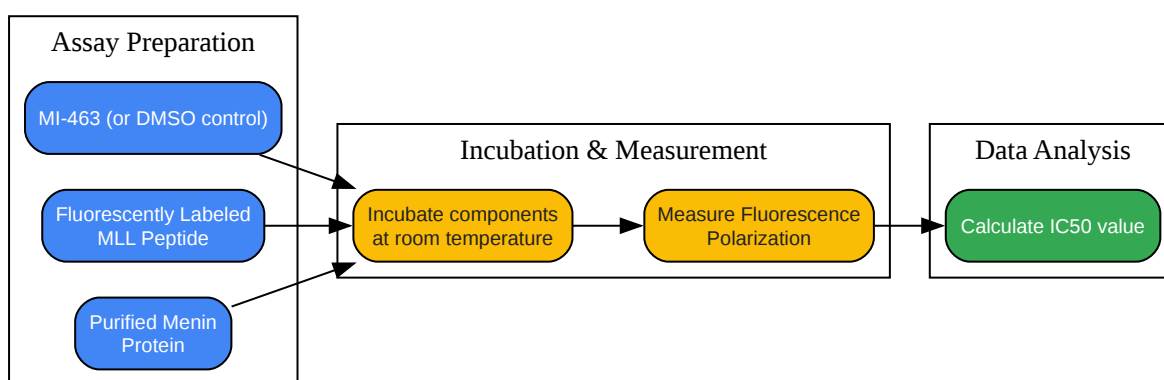 Assay Preparation
MI-463 (or DMSO control)
Fluorescently Labeled
MLL Peptide
Purified Menin
Protein
Incubation & Measurement
Incubate components
at room temperature
Measure Fluorescence
Polarization
Data Analysis
Calculate IC50 value